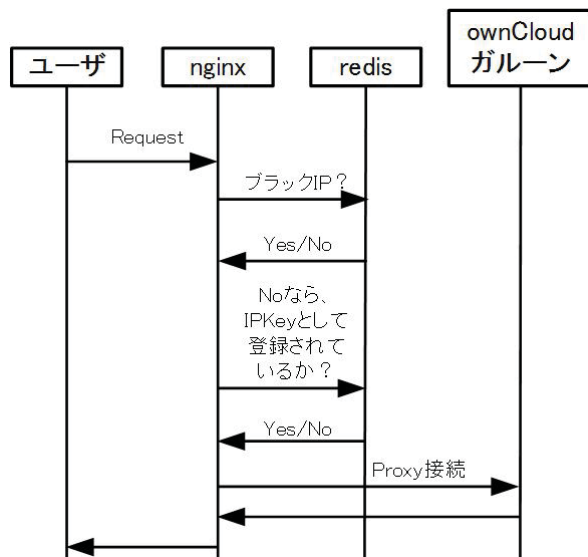 ユーザ
nginx
redis
ownCloud
ガルーン
Request
ブラックIP？
Yes/No
Noなら、
IPKeyとして
登録されて
いるか？
Yes/No
Proxy接続